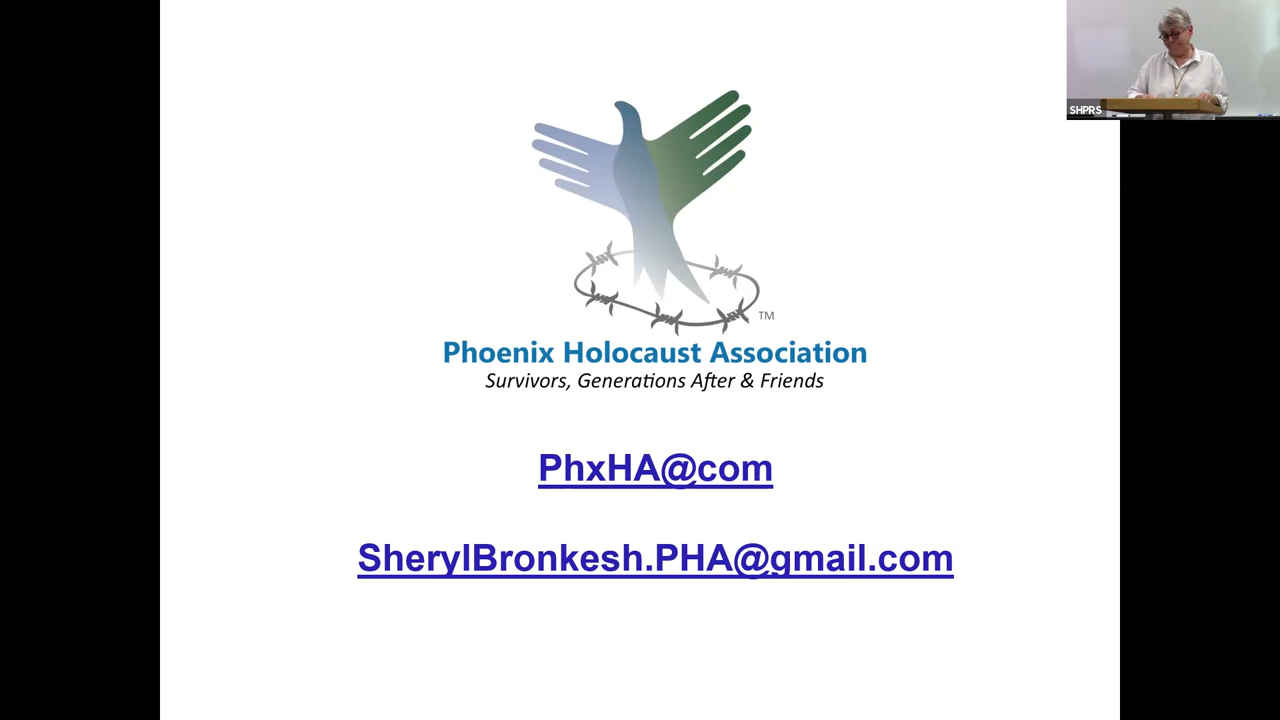 SHPRS
TM
Phoenix Holocaust Association
Survivors, Generations After & Friends
PhxHA@com
SherylBronkesh.PHA@gmail.com